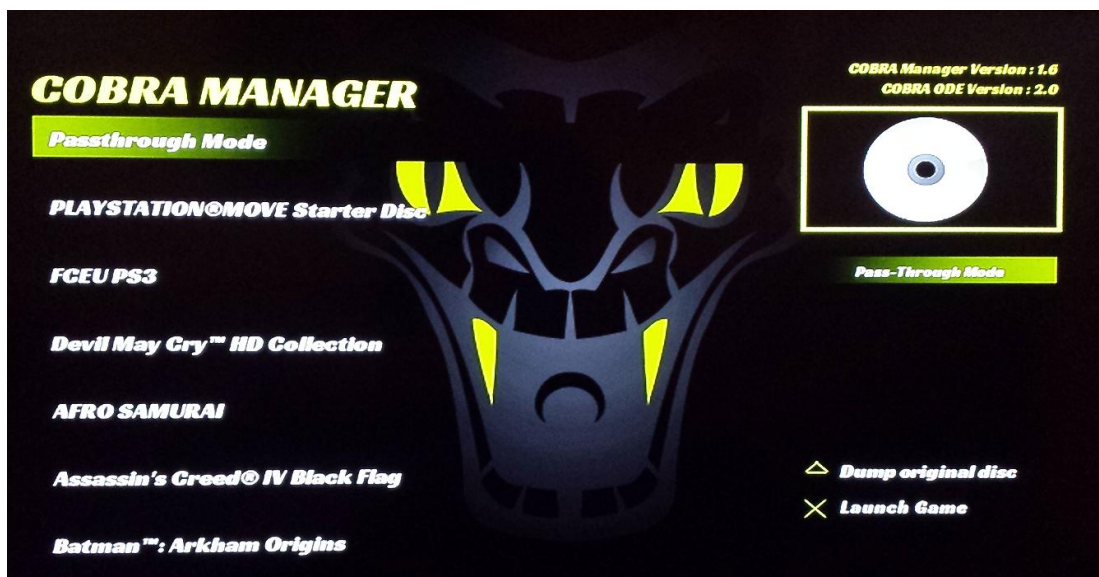 COBRA MANAGER
Passthrough Mode
PLAYSTATION®MOVE Starter Disc
FCEU PS3
Devil May Cry™ HD Collection
AFRO SAMURAI
Assassin's Creed® IV Black Flag
Batman™: Arkham Origins
COBRA Manager Version : 1.6
COBRA ODE Version : 2.0
Pass-Through Mode
Dump original disc
Launch Game